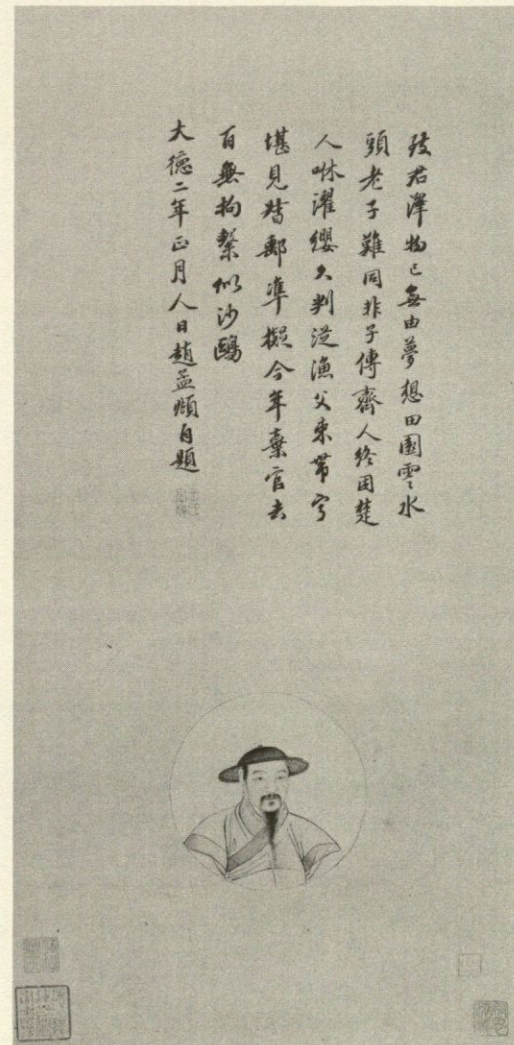 致君澤物已無由夢想田園雲水
頭老子難同非子傳齊人終困楚
人咻濯纓久判從漁父束帶寧
堪見督郵準擬今年棄官去
百無拘繫似沙鷗
大德二年正月人日趙孟頫自題